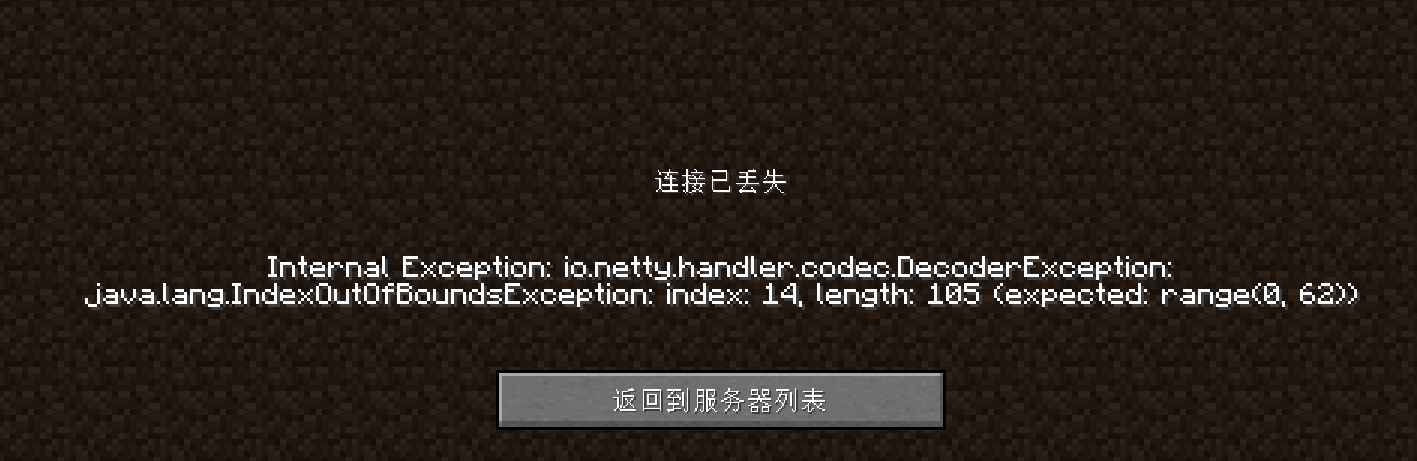 连接已丢失
Internal Exception: io.netty.handler.codec.DecoderException:
java.lang.IndexOutOfBoundsException: index: 14, length: 105 (expected: range(0, 62))
返回到服务器列表